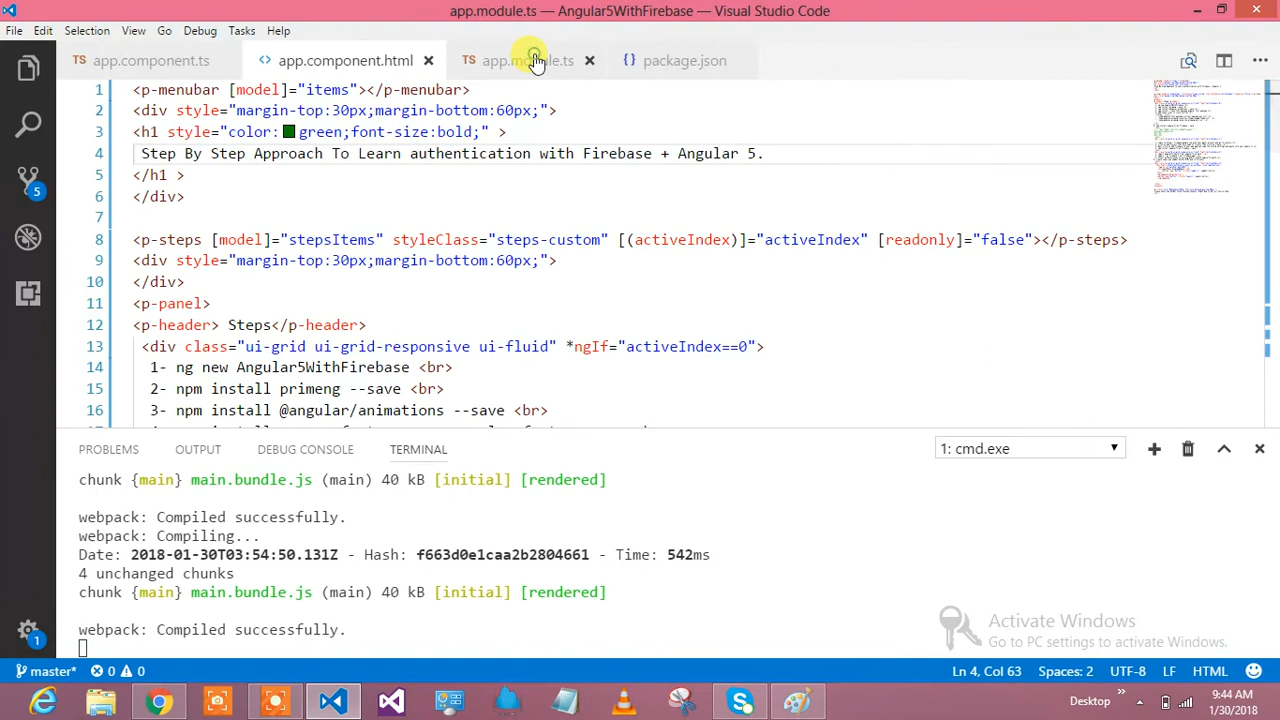 app.module.ts — Angular5WithFirebase — Visual Studio Code
File Edit Selection View Go Debug Tasks Help
TS app.component.ts <> app.component.html × TS app.module.ts × {} package.json
1 <p-menubar [model]="items"></p-menubar>
2 <div style="margin-top:30px;margin-bottom:60px;">
3 <h1 style="color: green;font-size:bold;"
4 Step By Step Approach To Learn authentication with Firebase + Angular 5.
5 </h1 >
6 </div>
7
8 <p-steps [model]="stepsItems" styleClass="steps-custom" [(activeIndex)]="activeIndex" [readonly]="false"></p-steps>
9 <div style="margin-top:30px;margin-bottom:60px;">
10 </div>
11 <p-panel>
12 <p-header> Steps</p-header>
13 <div class="ui-grid ui-grid-responsive ui-fluid" *ngIf="activeIndex==0">
14 1- ng new Angular5WithFirebase <br>
15 2- npm install primeng --save <br>
16 3- npm install @angular/animations --save <br>
PROBLEMS OUTPUT DEBUG CONSOLE TERMINAL 1: cmd.exe
chunk {main} main.bundle.js (main) 40 kB [initial] [rendered]
webpack: Compiled successfully.
webpack: Compiling...
Date: 2018-01-30T03:54:50.131Z - Hash: f663d0e1caa2b2804661 - Time: 542ms
4 unchanged chunks
chunk {main} main.bundle.js (main) 40 kB [initial] [rendered]
webpack: Compiled successfully.
Activate Windows
Go to PC settings to activate Windows.
5
1
master* 0 0 Ln 4, Col 63 Spaces: 2 UTF-8 LF HTML
Desktop
9:44 AM
1/30/2018